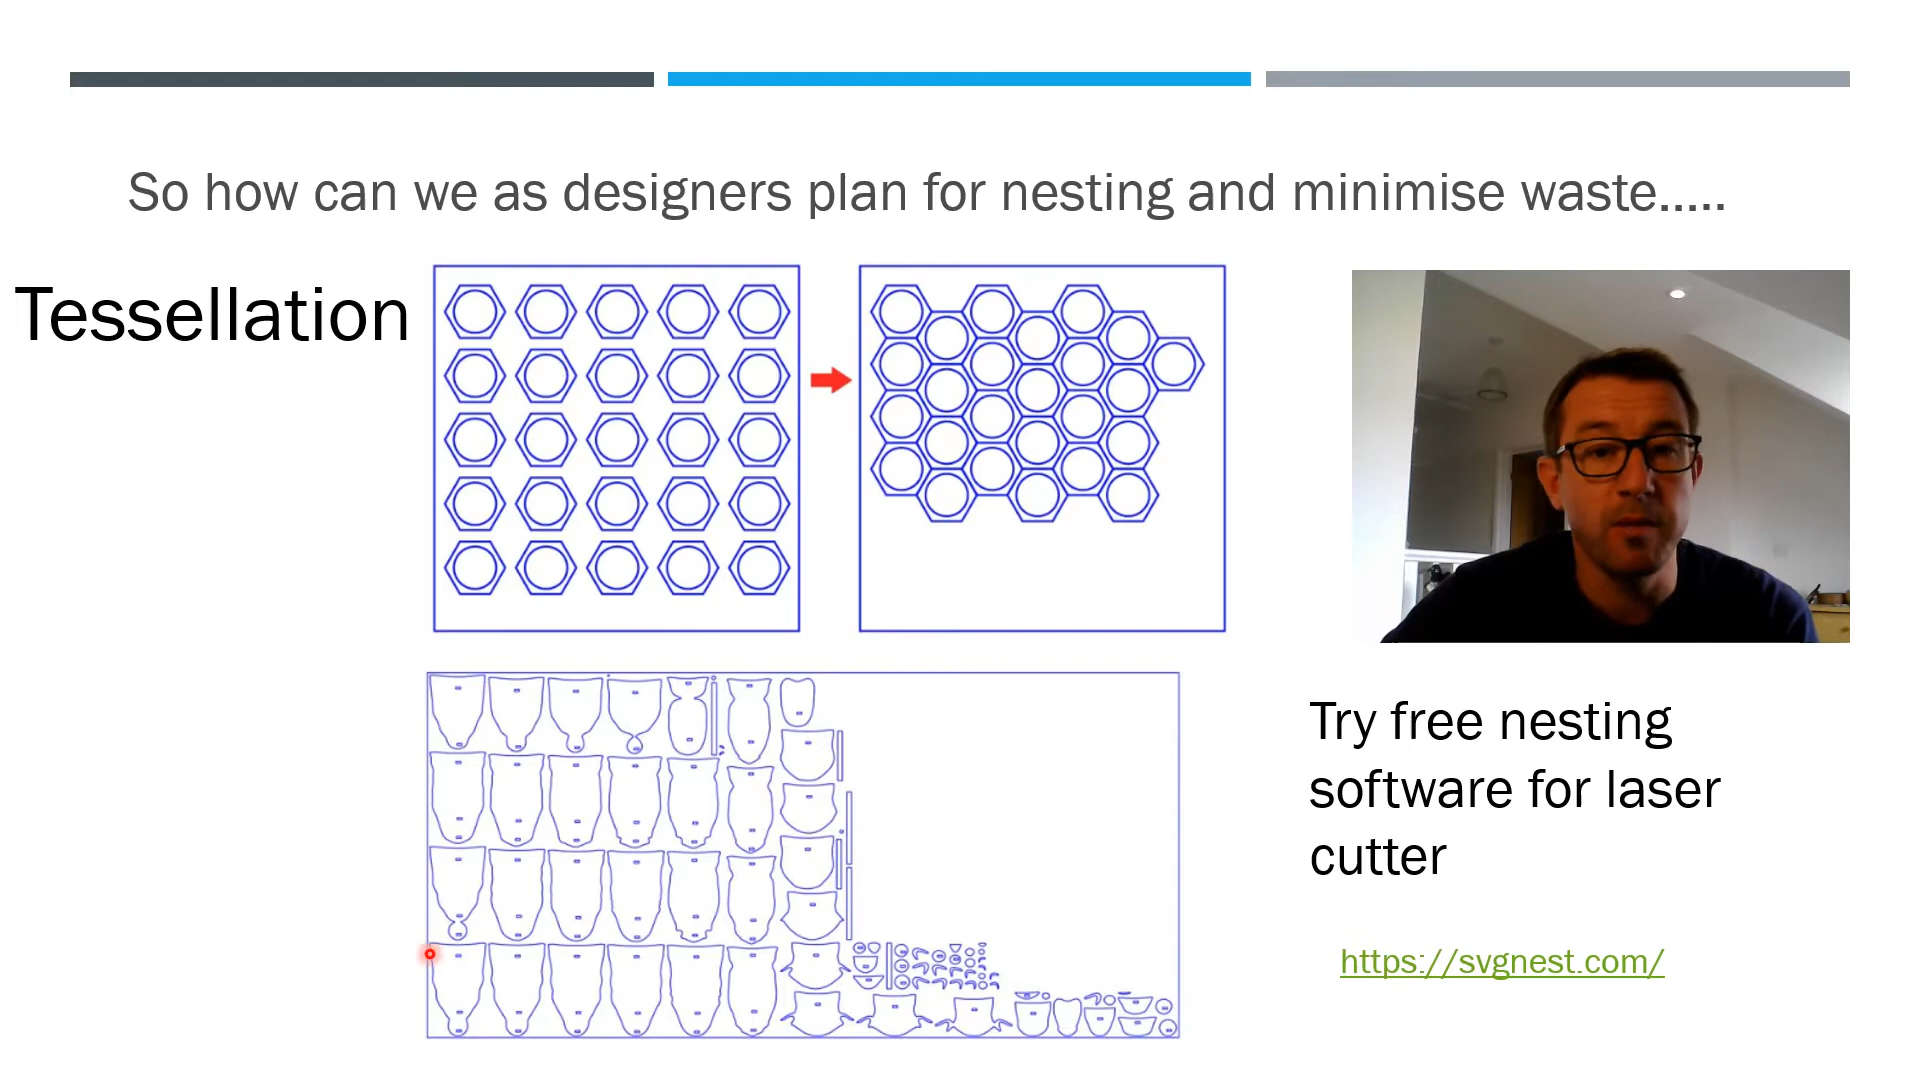 So how can we as designers plan for nesting and minimise waste.....
Tessellation
Try free nesting
software for laser
cutter
https://svgnest.com/